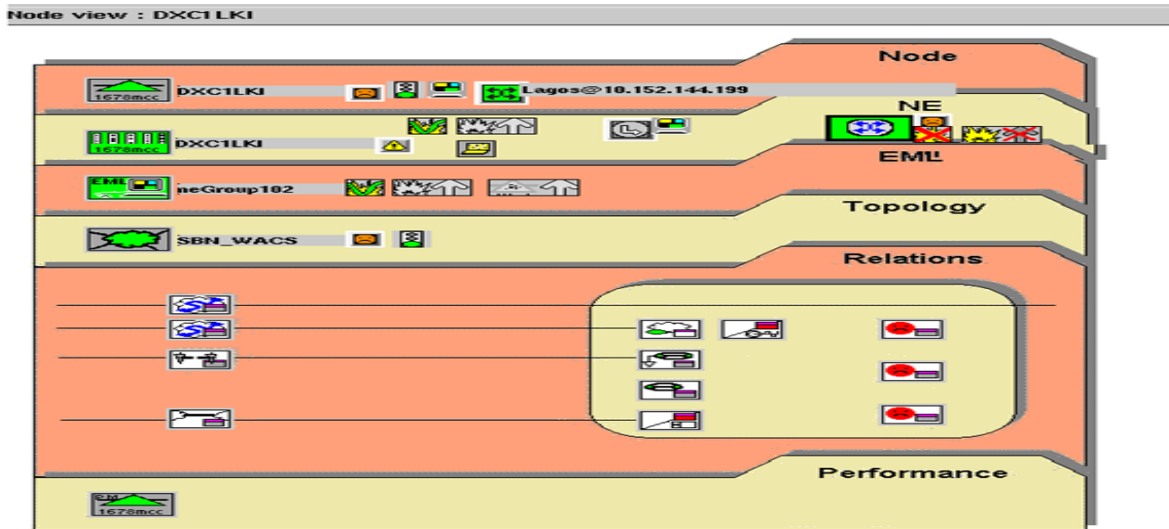 Node view : DXC1LKI
Node
1678mcc DXC1LKI Lagos@10.152.144.199
NE
1678mcc DXC1LKI
EML
EML neGroup102
Topology
SBN_WACS
Relations
Performance
PM
1678mcc